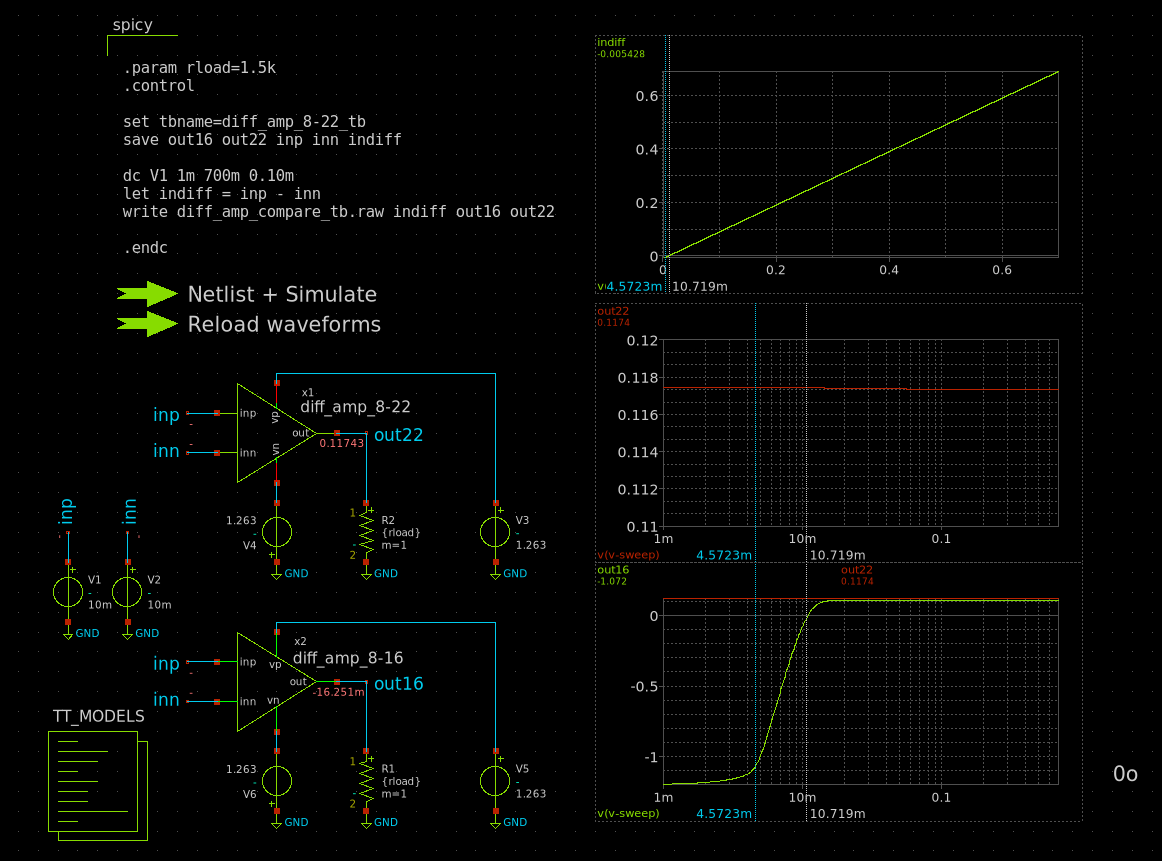 spicy
.param rload=1.5k
.control
set tbname=diff_amp_8-22_tb
save out16 out22 inp inn indiff
dc V1 1m 700m 0.10m
let indiff = inp - inn
write diff_amp_compare_tb.raw indiff out16 out22
.endc
Netlist + Simulate
Reload waveforms
x1
diff_amp_8-22
inp
inp
vp
out
out22
0.11743
inn
inn
vn
1.263
V4
GND
1
2
R2
{rload}
m=1
GND
V3
1.263
GND
inp
inn
V1
10m
GND
V2
10m
GND
x2
diff_amp_8-16
inp
inp
vp
out
out16
-16.251m
inn
inn
vn
1.263
V6
GND
1
2
R1
{rload}
m=1
GND
V5
1.263
GND
TT_MODELS
indiff
-0.005428
0.6
0.4
0.2
0
0
0.2
0.4
0.6
4.5723m
10.719m
out22
0.1174
0.12
0.118
0.116
0.114
0.112
0.11
1m
10m
0.1
v(v-sweep)
4.5723m
10.719m
out16
-1.072
out22
0.1174
0
-0.5
-1
1m
10m
0.1
v(v-sweep)
4.5723m
10.719m
0o